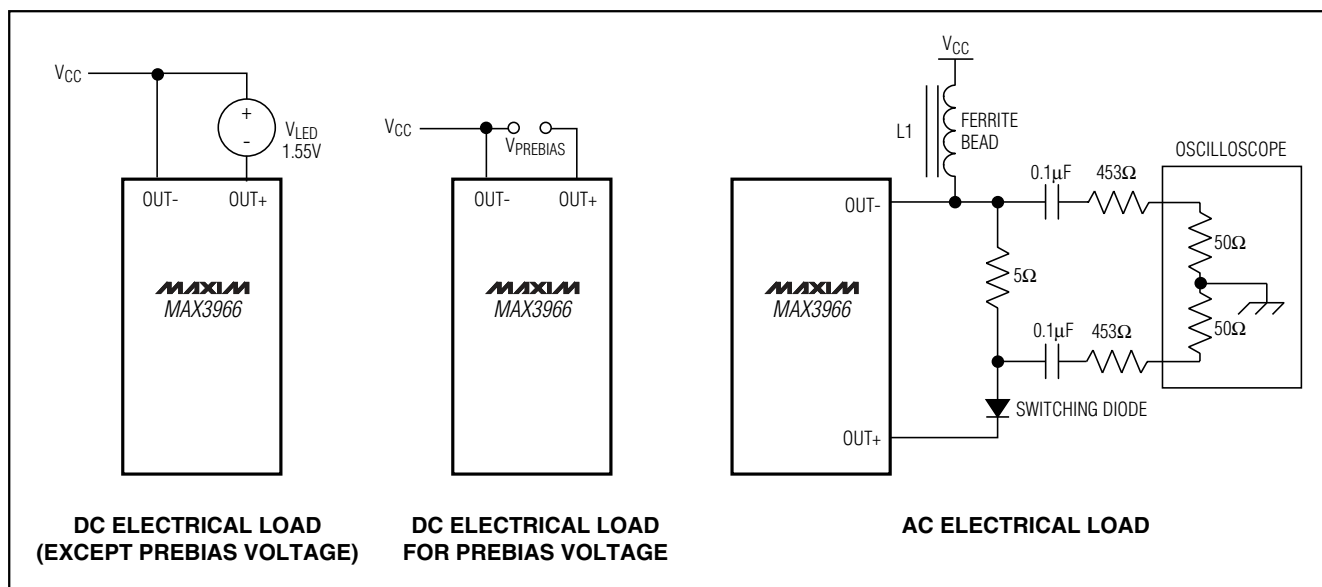 VCC
+
-
VLED
1.55V
OUT-
OUT+
MAXIM
MAX3966
DC ELECTRICAL LOAD
(EXCEPT PREBIAS VOLTAGE)
VCC
VPREBIAS
OUT-
OUT+
MAXIM
MAX3966
DC ELECTRICAL LOAD
FOR PREBIAS VOLTAGE
VCC
L1
FERRITE
BEAD
OSCILLOSCOPE
0.1μF
453Ω
OUT-
50Ω
5Ω
MAXIM
MAX3966
0.1μF
453Ω
50Ω
SWITCHING DIODE
OUT+
AC ELECTRICAL LOAD